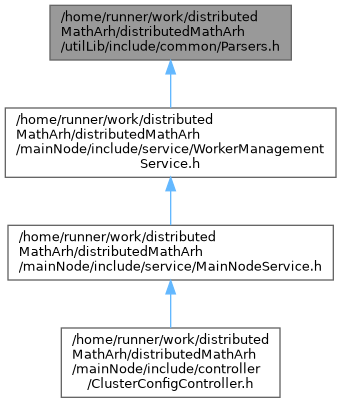 /home/runner/work/distributed
MathArh/distributedMathArh
/utilLib/include/common/Parsers.h
/home/runner/work/distributed
MathArh/distributedMathArh
/mainNode/include/service/WorkerManagement
Service.h
/home/runner/work/distributed
MathArh/distributedMathArh
/mainNode/include/service/MainNodeService.h
/home/runner/work/distributed
MathArh/distributedMathArh
/mainNode/include/controller
/ClusterConfigController.h